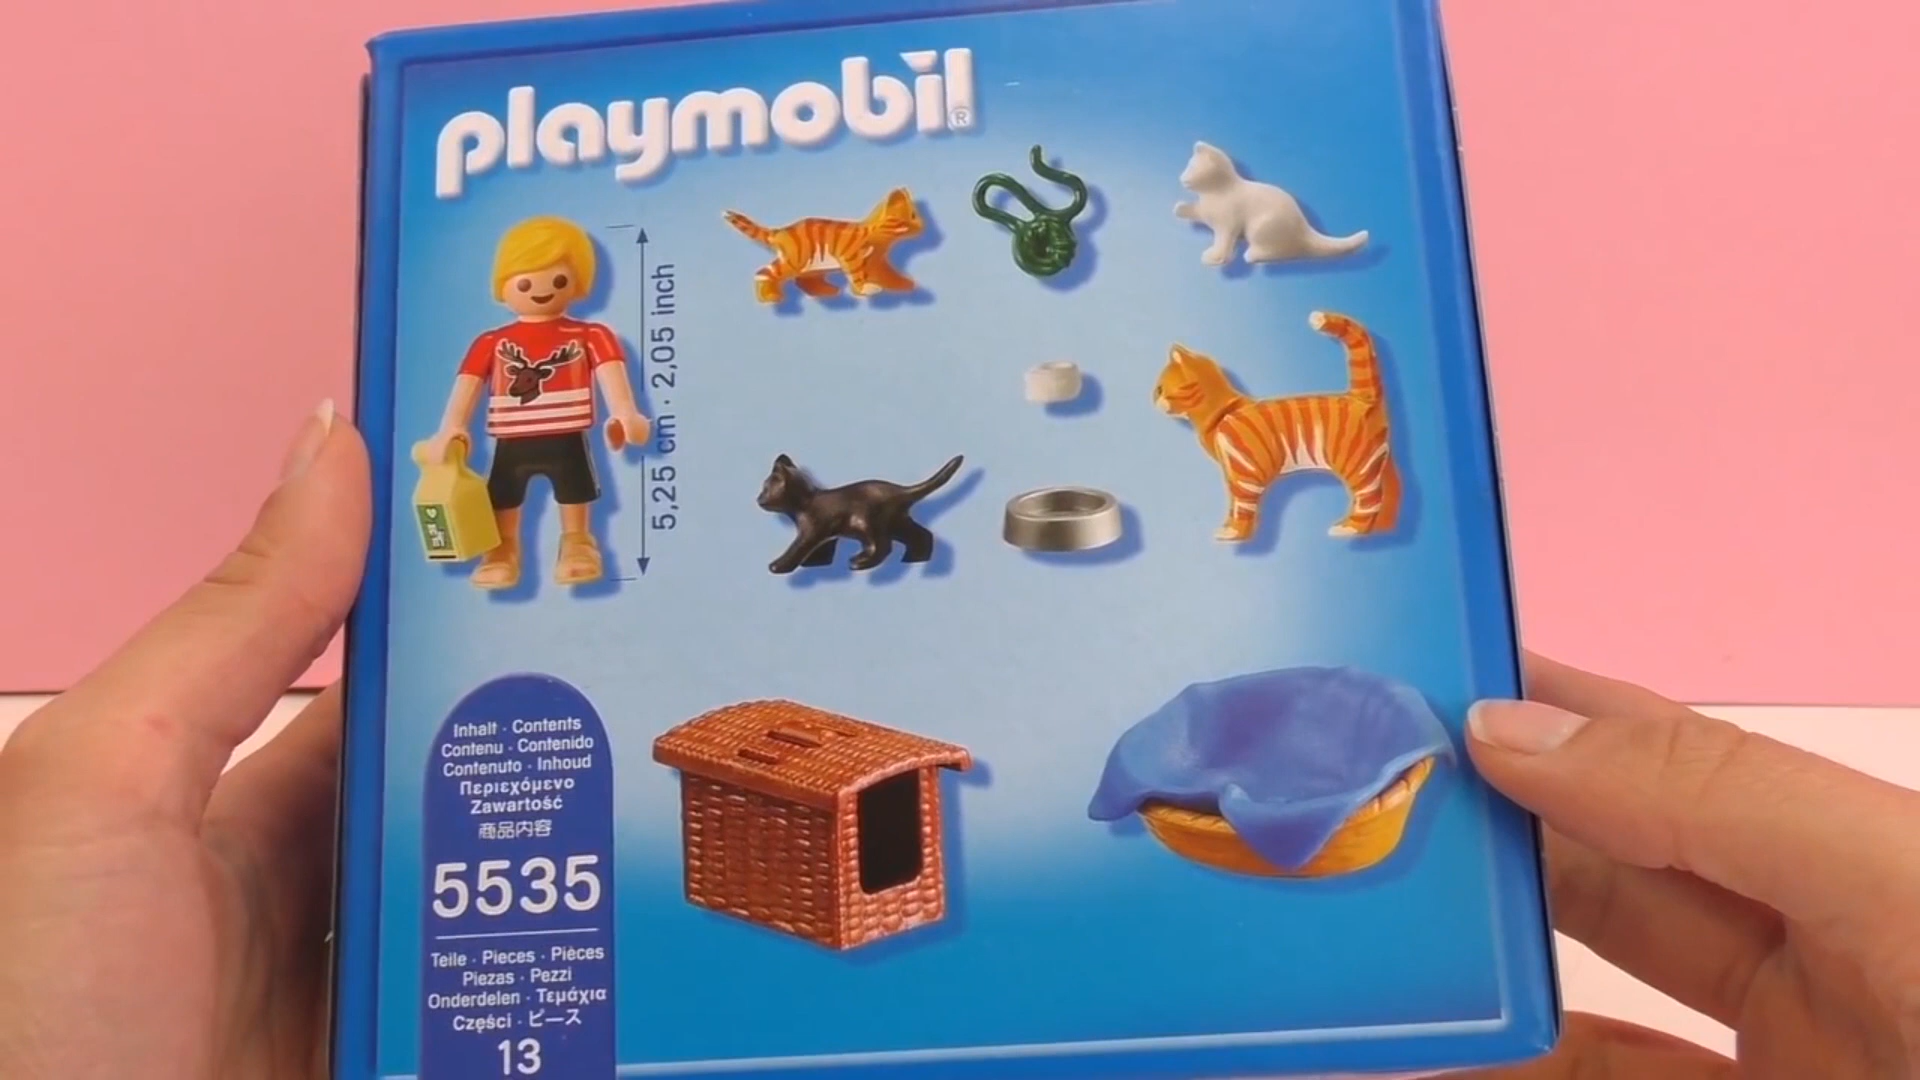 playmobil®
5,25 cm · 2,05 inch
Inhalt · Contents
Contenu · Contenido
Contenuto · Inhoud
Περιεχόμενο
Zawartość
商品内容
5535
Teile · Pieces · Pièces
Piezas · Pezzi
Onderdelen · Τεμάχια
Części · ピース
13